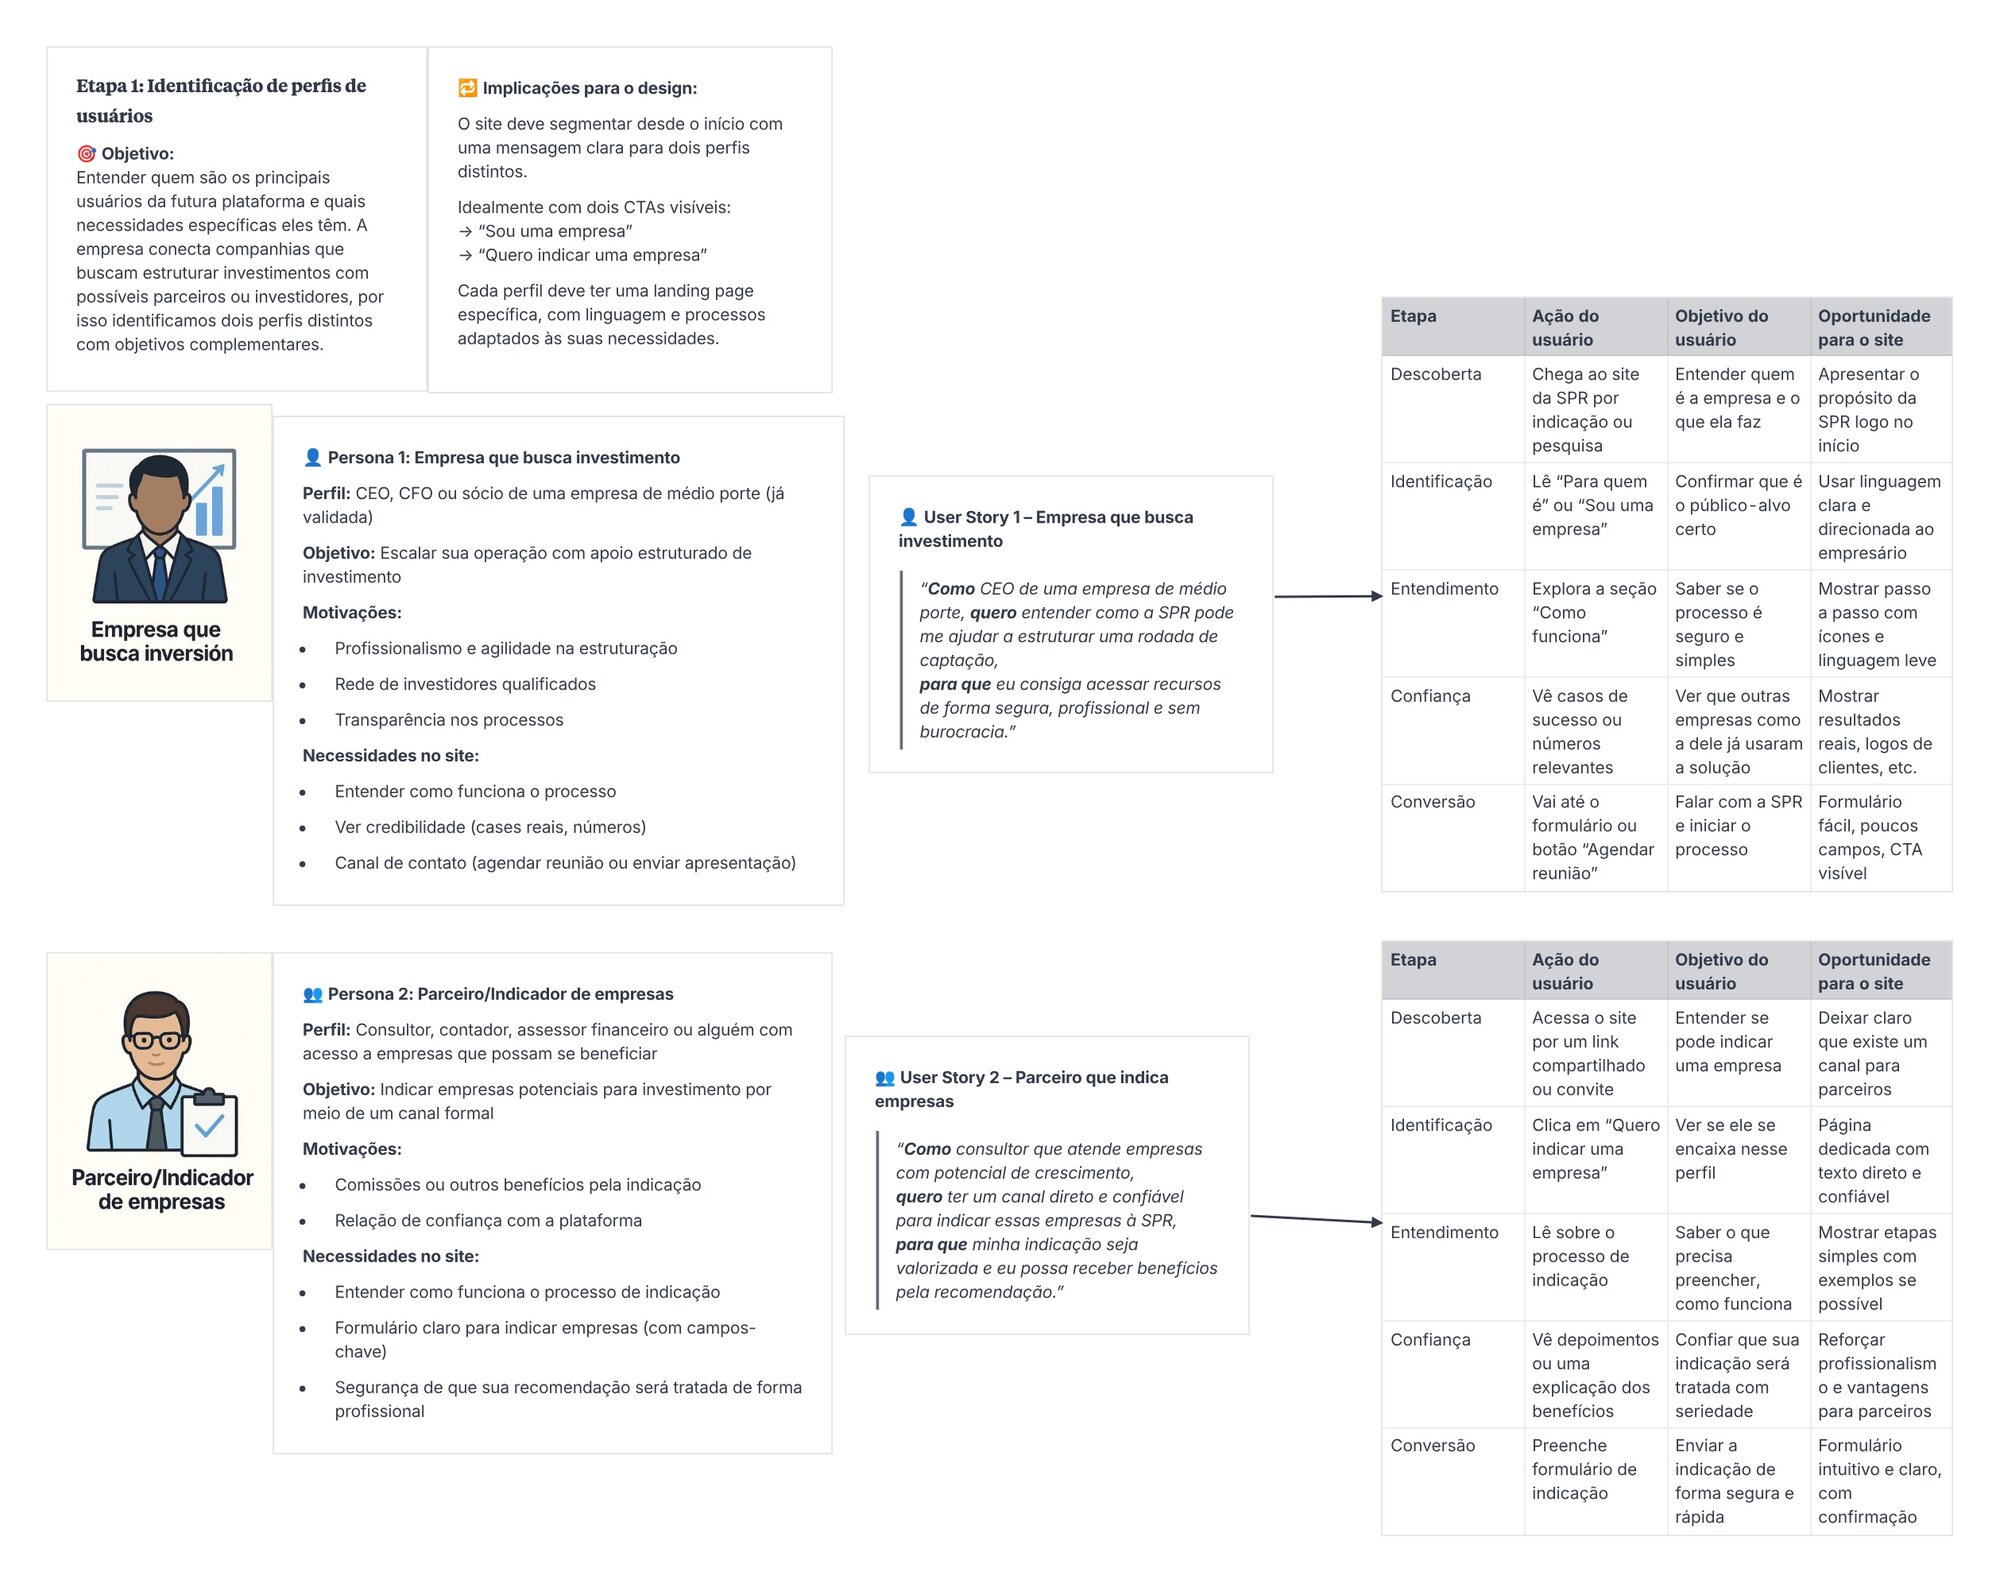 Etapa 1: Identificação de perfis de
usuários
🎯 Objetivo:
Entender quem são os principais
usuários da futura plataforma e quais
necessidades específicas eles têm. A
empresa conecta companhias que
buscam estruturar investimentos com
possíveis parceiros ou investidores, por
isso identificamos dois perfis distintos
com objetivos complementares.
🔁 Implicações para o design:
O site deve segmentar desde o início com
uma mensagem clara para dois perfis
distintos.
Idealmente com dois CTAs visíveis:
→ “Sou uma empresa”
→ “Quero indicar uma empresa”
Cada perfil deve ter uma landing page
específica, com linguagem e processos
adaptados às suas necessidades.
Empresa que
busca inversión
👤 Persona 1: Empresa que busca investimento
Perfil: CEO, CFO ou sócio de uma empresa de médio porte (já
validada)
Objetivo: Escalar sua operação com apoio estruturado de
investimento
Motivações:
• Profissionalismo e agilidade na estruturação
• Rede de investidores qualificados
• Transparência nos processos
Necessidades no site:
• Entender como funciona o processo
• Ver credibilidade (cases reais, números)
• Canal de contato (agendar reunião ou enviar apresentação)
👤 User Story 1 – Empresa que busca
investimento
“Como CEO de uma empresa de médio
porte, quero entender como a SPR pode
me ajudar a estruturar uma rodada de
captação,
para que eu consiga acessar recursos
de forma segura, profissional e sem
burocracia.”
Etapa
Ação do
usuário
Objetivo do
usuário
Oportunidade
para o site
Descoberta
Chega ao site
da SPR por
indicação ou
pesquisa
Entender quem
é a empresa e o
que ela faz
Apresentar o
propósito da
SPR logo no
início
Identificação
Lê “Para quem
é” ou “Sou uma
empresa”
Confirmar que é
o público-alvo
certo
Usar linguagem
clara e
direcionada ao
empresário
Entendimento
Explora a seção
“Como
funciona”
Saber se o
processo é
seguro e
simples
Mostrar passo
a passo com
ícones e
linguagem leve
Confiança
Vê casos de
sucesso ou
números
relevantes
Ver que outras
empresas como
a dele já usaram
a solução
Mostrar
resultados
reais, logos de
clientes, etc.
Conversão
Vai até o
formulário ou
botão “Agendar
reunião”
Falar com a SPR
e iniciar o
processo
Formulário
fácil, poucos
campos, CTA
visível
Parceiro/Indicador
de empresas
👥 Persona 2: Parceiro/Indicador de empresas
Perfil: Consultor, contador, assessor financeiro ou alguém com
acesso a empresas que possam se beneficiar
Objetivo: Indicar empresas potenciais para investimento por
meio de um canal formal
Motivações:
• Comissões ou outros benefícios pela indicação
• Relação de confiança com a plataforma
Necessidades no site:
• Entender como funciona o processo de indicação
• Formulário claro para indicar empresas (com campos-
chave)
• Segurança de que sua recomendação será tratada de forma
profissional
👥 User Story 2 – Parceiro que indica
empresas
“Como consultor que atende empresas
com potencial de crescimento,
quero ter um canal direto e confiável
para indicar essas empresas à SPR,
para que minha indicação seja
valorizada e eu possa receber benefícios
pela recomendação.”
Etapa
Ação do
usuário
Objetivo do
usuário
Oportunidade
para o site
Descoberta
Acessa o site
por um link
compartilhado
ou convite
Entender se
pode indicar
uma empresa
Deixar claro
que existe um
canal para
parceiros
Identificação
Clica em “Quero
indicar uma
empresa”
Ver se ele se
encaixa nesse
perfil
Página
dedicada com
texto direto e
confiável
Entendimento
Lê sobre o
processo de
indicação
Saber o que
precisa
preencher,
como funciona
Mostrar etapas
simples com
exemplos se
possível
Confiança
Vê depoimentos
ou uma
explicação dos
benefícios
Confiar que sua
indicação será
tratada com
seriedade
Reforçar
profissionalism
o e vantagens
para parceiros
Conversão
Preenche
formulário de
indicação
Enviar a
indicação de
forma segura e
rápida
Formulário
intuitivo e claro,
com
confirmação